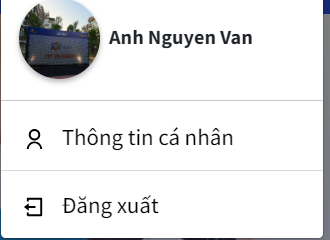 Anh Nguyen Van
Thông tin cá nhân
Đăng xuất